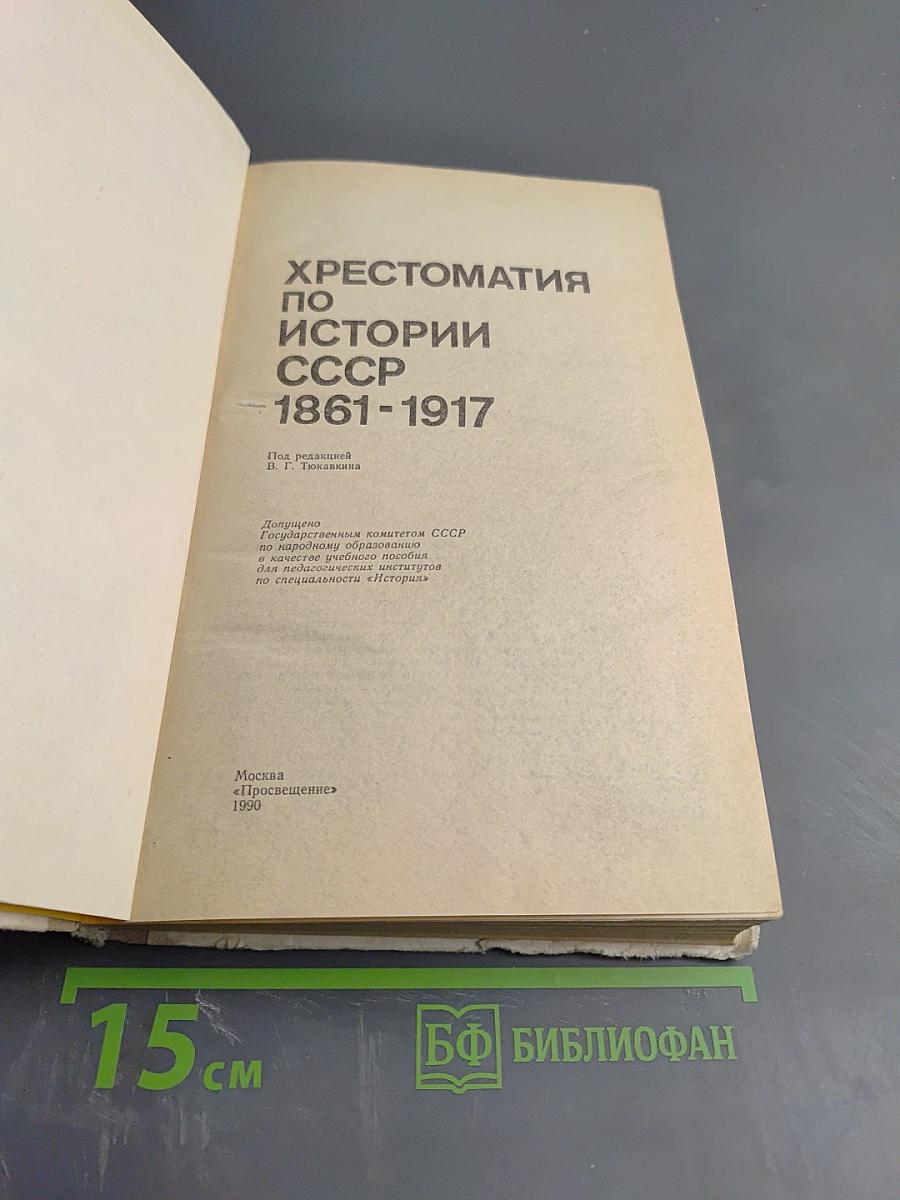 ХРЕСТОМАТИЯ
ПО
ИСТОРИИ
СССР
1861-1917
Под редакцией
В. Г. Тюкавкина
Допущено
Государственным комитетом СССР
по народному образованию
в качестве учебного пособия
для педагогических институтов
по специальности «История»
Москва
«Просвещение»
1990
15 см
БФ БИБЛИОФАН